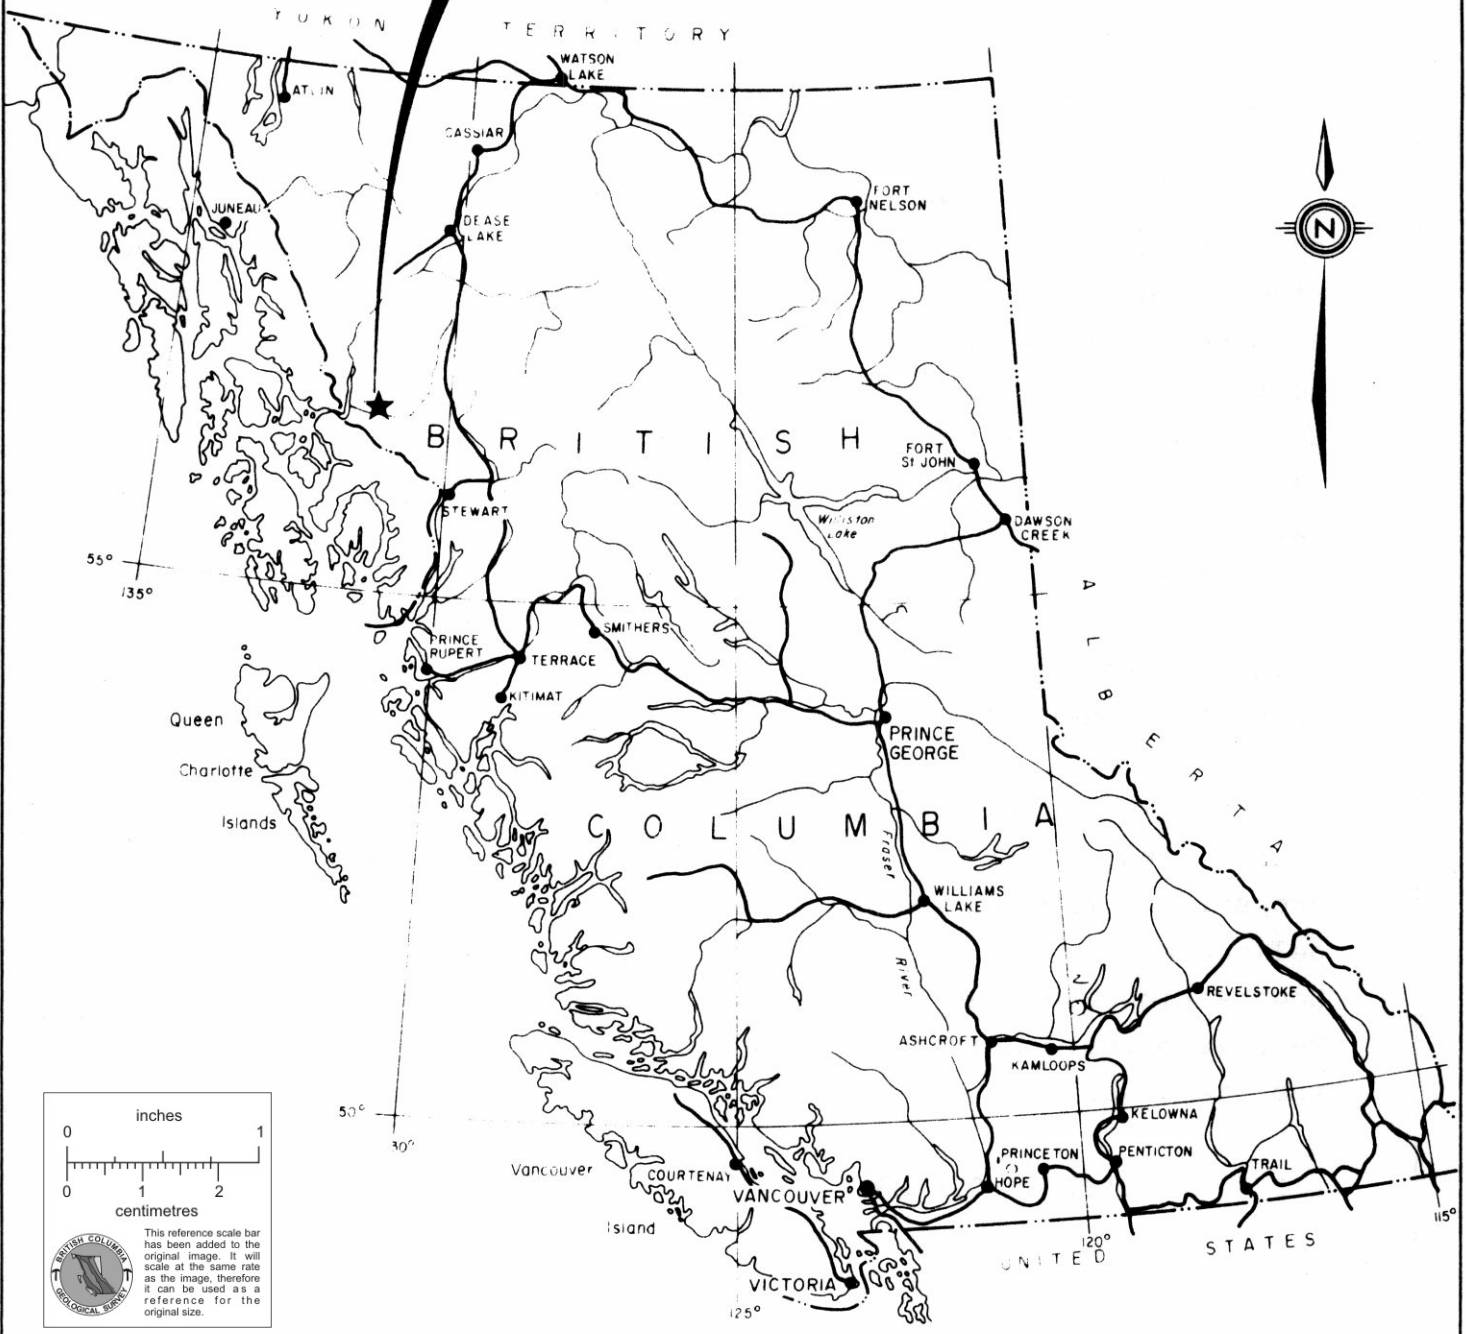 YUKON TERRITORY
WATSON
LAKE
ATLIN
CASSIAR
JUNEAU
DEASE
LAKE
FORT
NELSON
N
BRITISH
FORT
St JOHN
STEWART
Williston
Lake
DAWSON
CREEK
55°
135°
ALBERTA
PRINCE
RUPERT
SMITHERS
TERRACE
KITIMAT
Queen
Charlotte
Islands
PRINCE
GEORGE
COLUMBIA
Fraser
River
WILLIAMS
LAKE
REVELSTOKE
ASHCROFT
KAMLOOPS
50°
30°
KELOWNA
Vancouver
Island
COURTENAY
VANCOUVER
PRINCETON
HOPE
PENTICTON
TRAIL
VICTORIA
125°
120°
115°
UNITED STATES
inches
0 1
0 1 2
centimetres
BRITISH COLUMBIA
GEOLOGICAL SURVEY
This reference scale bar
has been added to the
original image. It will
scale at the same rate
as the image, therefore
it can be used as a
reference for the
original size.